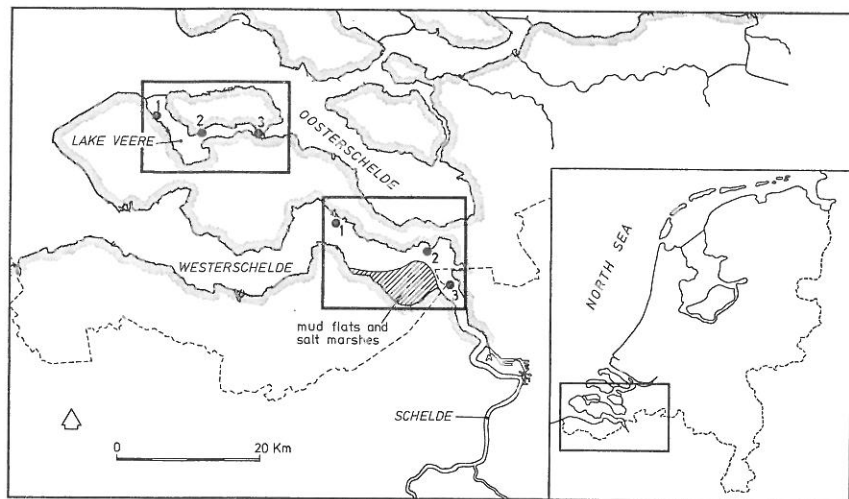 1
2
3
LAKE VEERE
OOSTERSCHELDE
1
2
WESTERSCHELDE
3
mud flats and
salt marshes
SCHELDE
0
20 Km
NORTH SEA